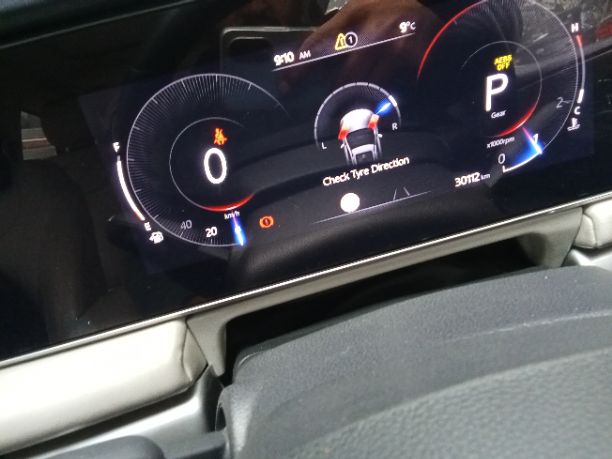 9:10 AM
1
9°C
H
AEBS
OFF
P
Gear
2
C
x1000rpm
1
0
F
0
L
R
Check Tyre Direction
30112 km
E
km/h
40
20